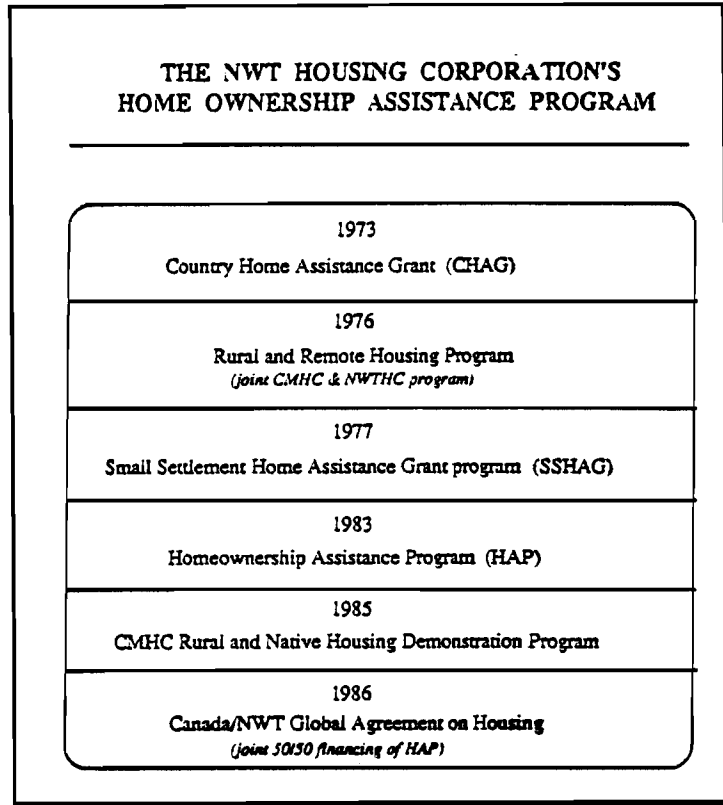 THE NWT HOUSING CORPORATION'S
HOME OWNERSHIP ASSISTANCE PROGRAM
1973
Country Home Assistance Grant (CHAG)
1976
Rural and Remote Housing Program
(joint CMHC & NWTHC program)
1977
Small Settlement Home Assistance Grant program (SSHAG)
1983
Homeownership Assistance Program (HAP)
1985
CMHC Rural and Native Housing Demonstration Program
1986
Canada/NWT Global Agreement on Housing
(joint 50/50 financing of HAP)